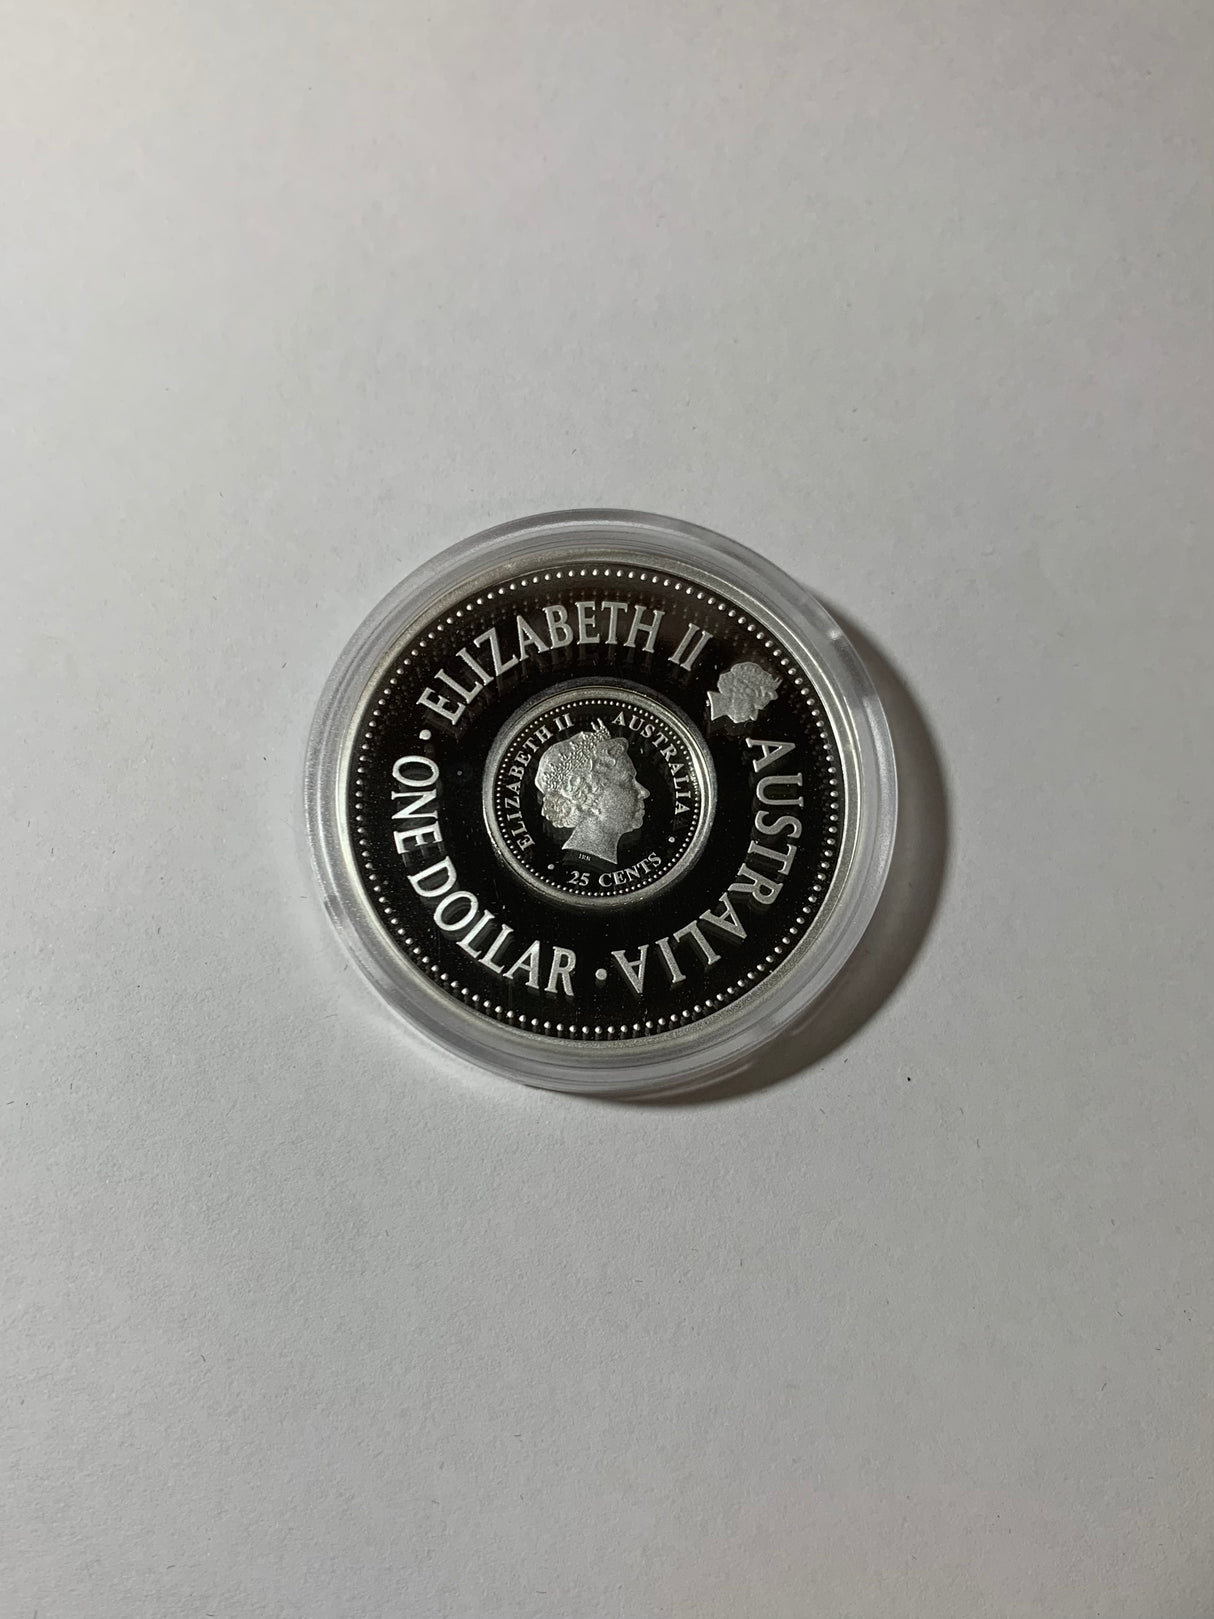 ELIZABETH II
AUSTRALIA
• ONE DOLLAR •
ELIZABETH II
AUSTRALIA
• 25 CENTS •
IRB